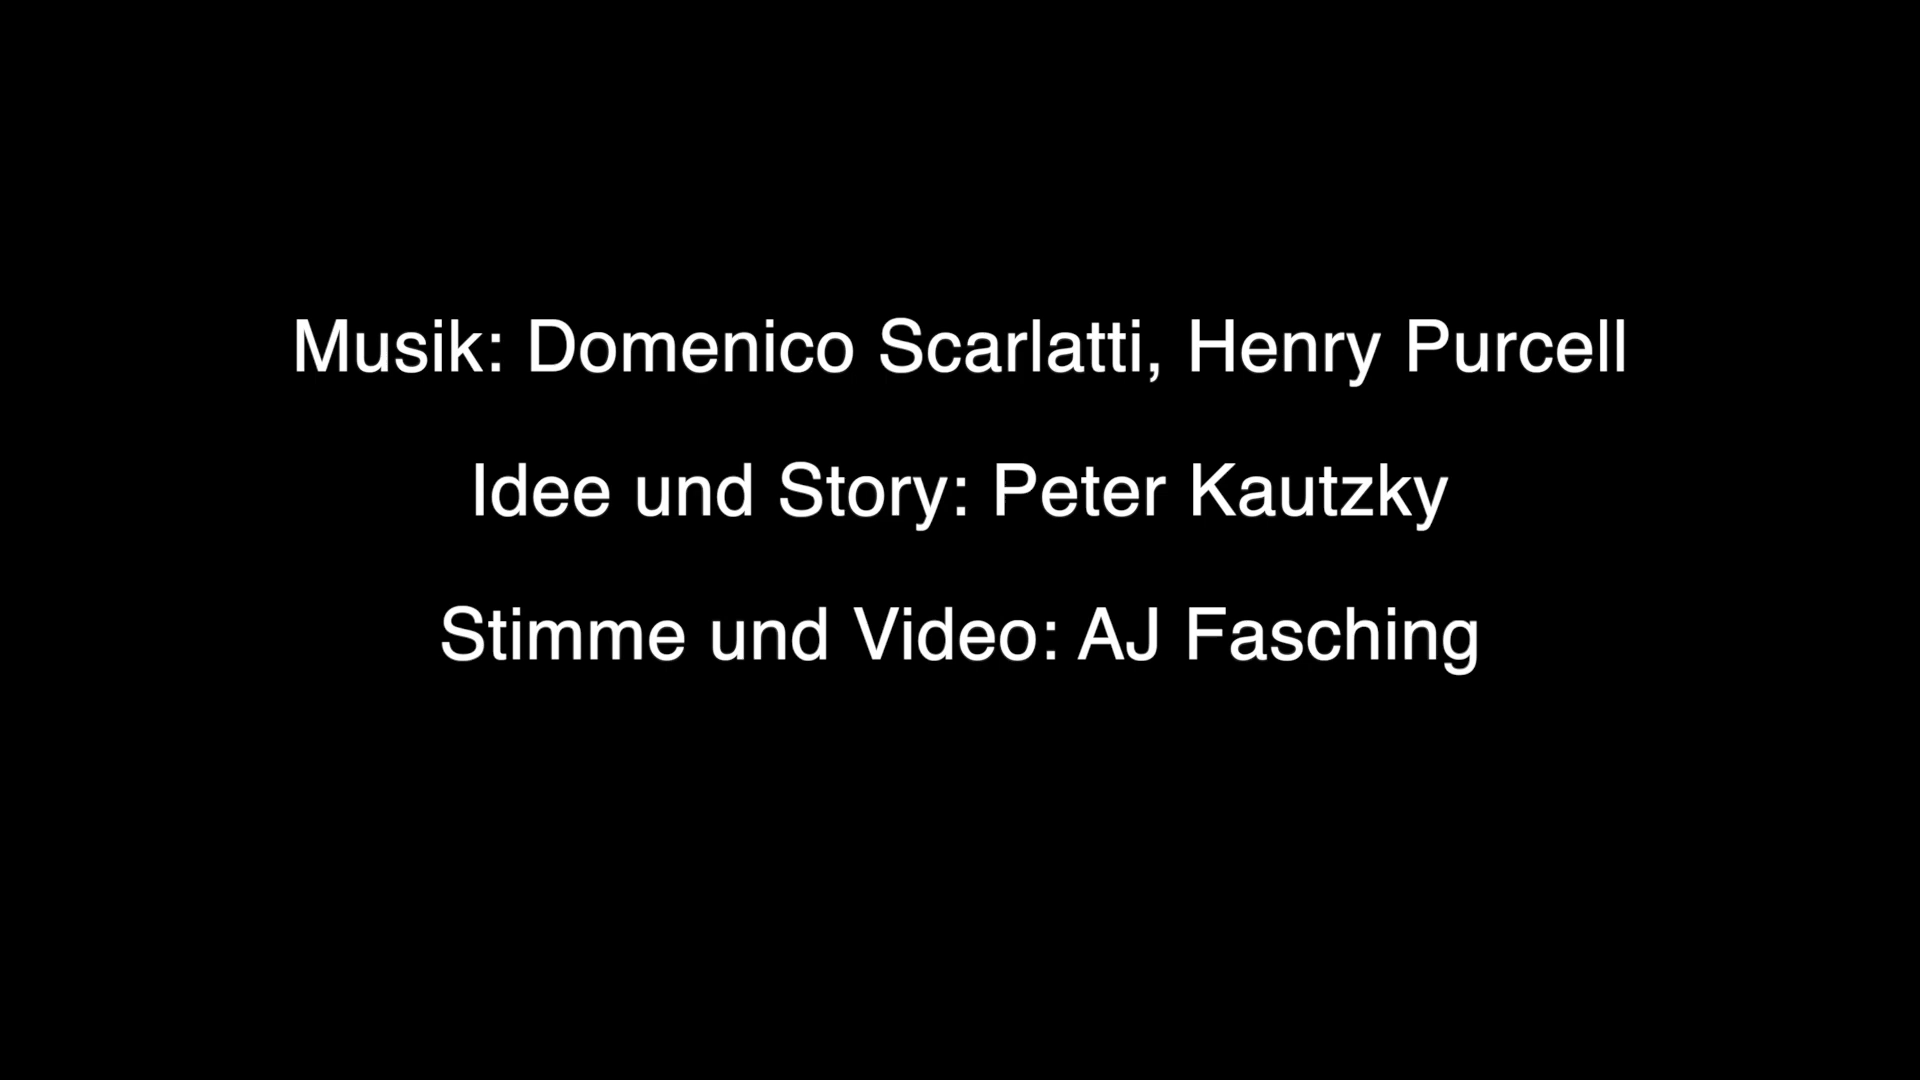 Musik: Domenico Scarlatti, Henry Purcell
Idee und Story: Peter Kautzky
Stimme und Video: AJ Fasching